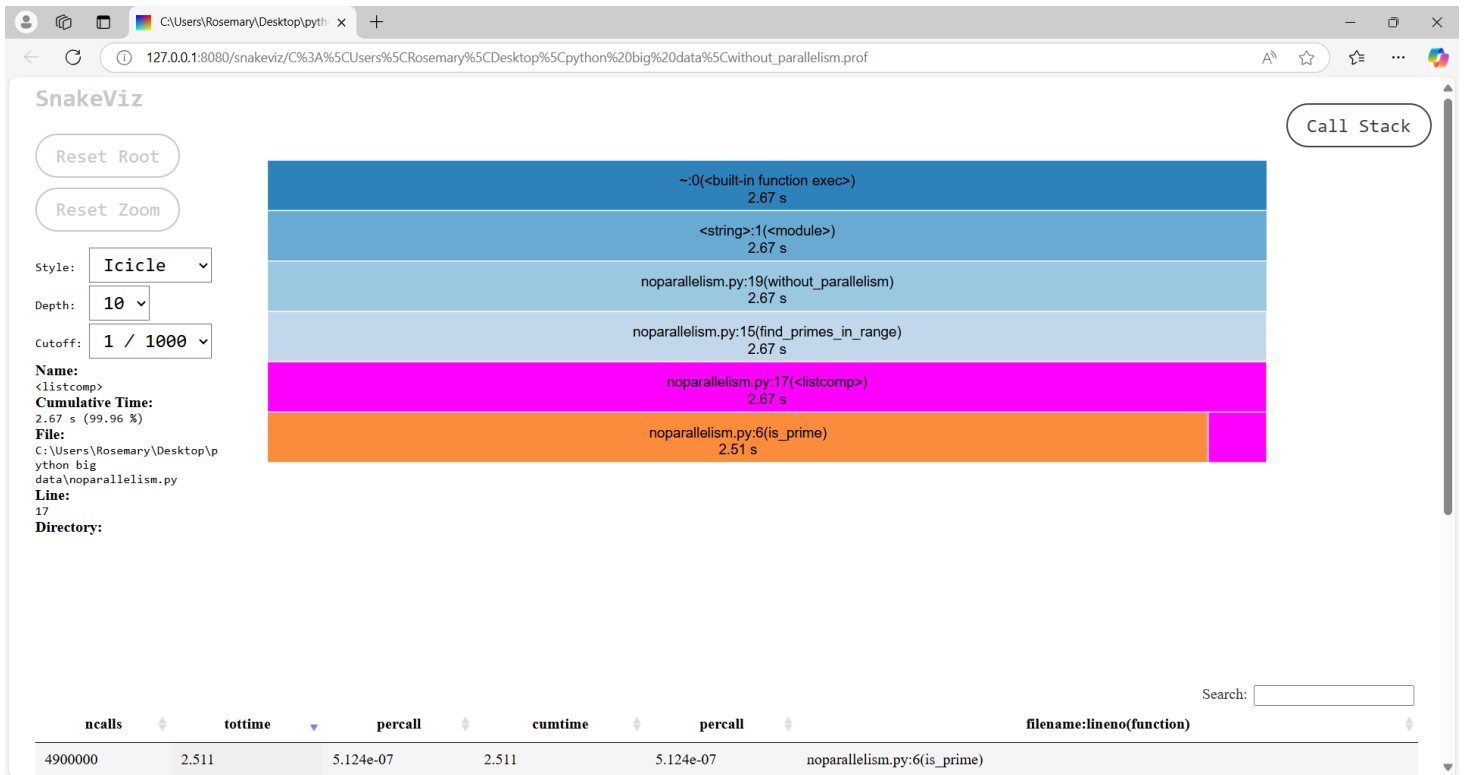 C:\Users\Rosemary\Desktop\pyth
127.0.0.1:8080/snakeviz/C%3A%5CUsers%5CRosemary%5CDesktop%5Cpython%20big%20data%5Cwithout_parallelism.prof
SnakeViz
Call Stack
Reset Root
Reset Zoom
Style: Icicle
Depth: 10
Cutoff: 1 / 1000
Name:
<listcomp>
Cumulative Time:
2.67 s (99.96 %)
File:
C:\Users\Rosemary\Desktop\p
ython big
data\noparallelism.py
Line:
17
Directory:
~:0(<built-in function exec>)
2.67 s
<string>:1(<module>)
2.67 s
noparallelism.py:19(without_parallelism)
2.67 s
noparallelism.py:15(find_primes_in_range)
2.67 s
noparallelism.py:17(<listcomp>)
2.67 s
noparallelism.py:6(is_prime)
2.51 s
Search:
ncalls tottime percall cumtime percall filename:lineno(function)
4900000 2.511 5.124e-07 2.511 5.124e-07 noparallelism.py:6(is_prime)